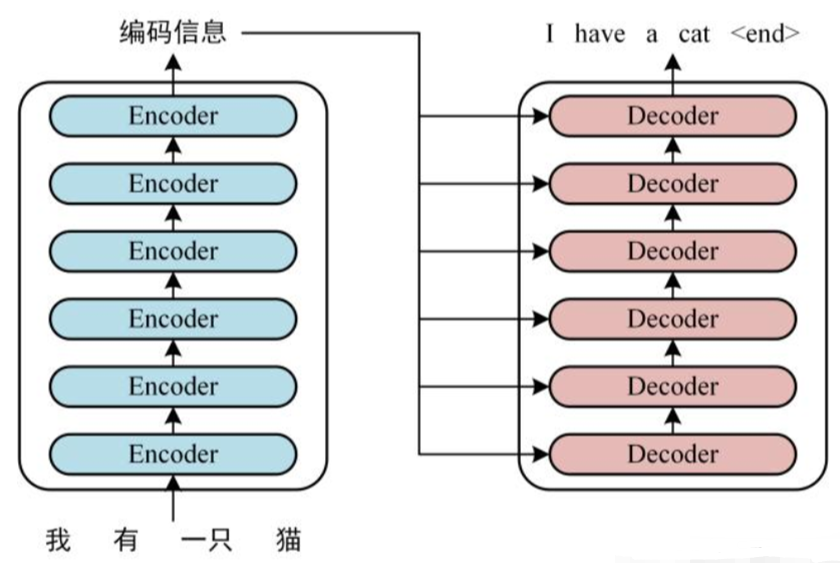 编码信息
Encoder
Encoder
Encoder
Encoder
Encoder
Encoder
我 有 一只 猫
I have a cat <end>
Decoder
Decoder
Decoder
Decoder
Decoder
Decoder